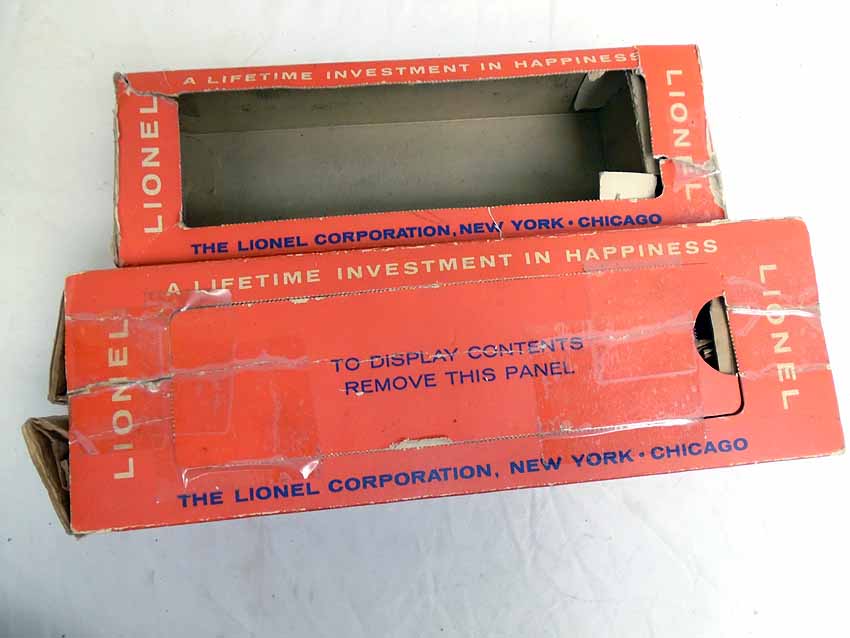 A LIFETIME INVESTMENT IN HAPPINESS
LIONEL
LIONEL
THE LIONEL CORPORATION, NEW YORK • CHICAGO
A LIFETIME INVESTMENT IN HAPPINESS
LIONEL
LIONEL
TO DISPLAY CONTENTS
REMOVE THIS PANEL
THE LIONEL CORPORATION, NEW YORK • CHICAGO